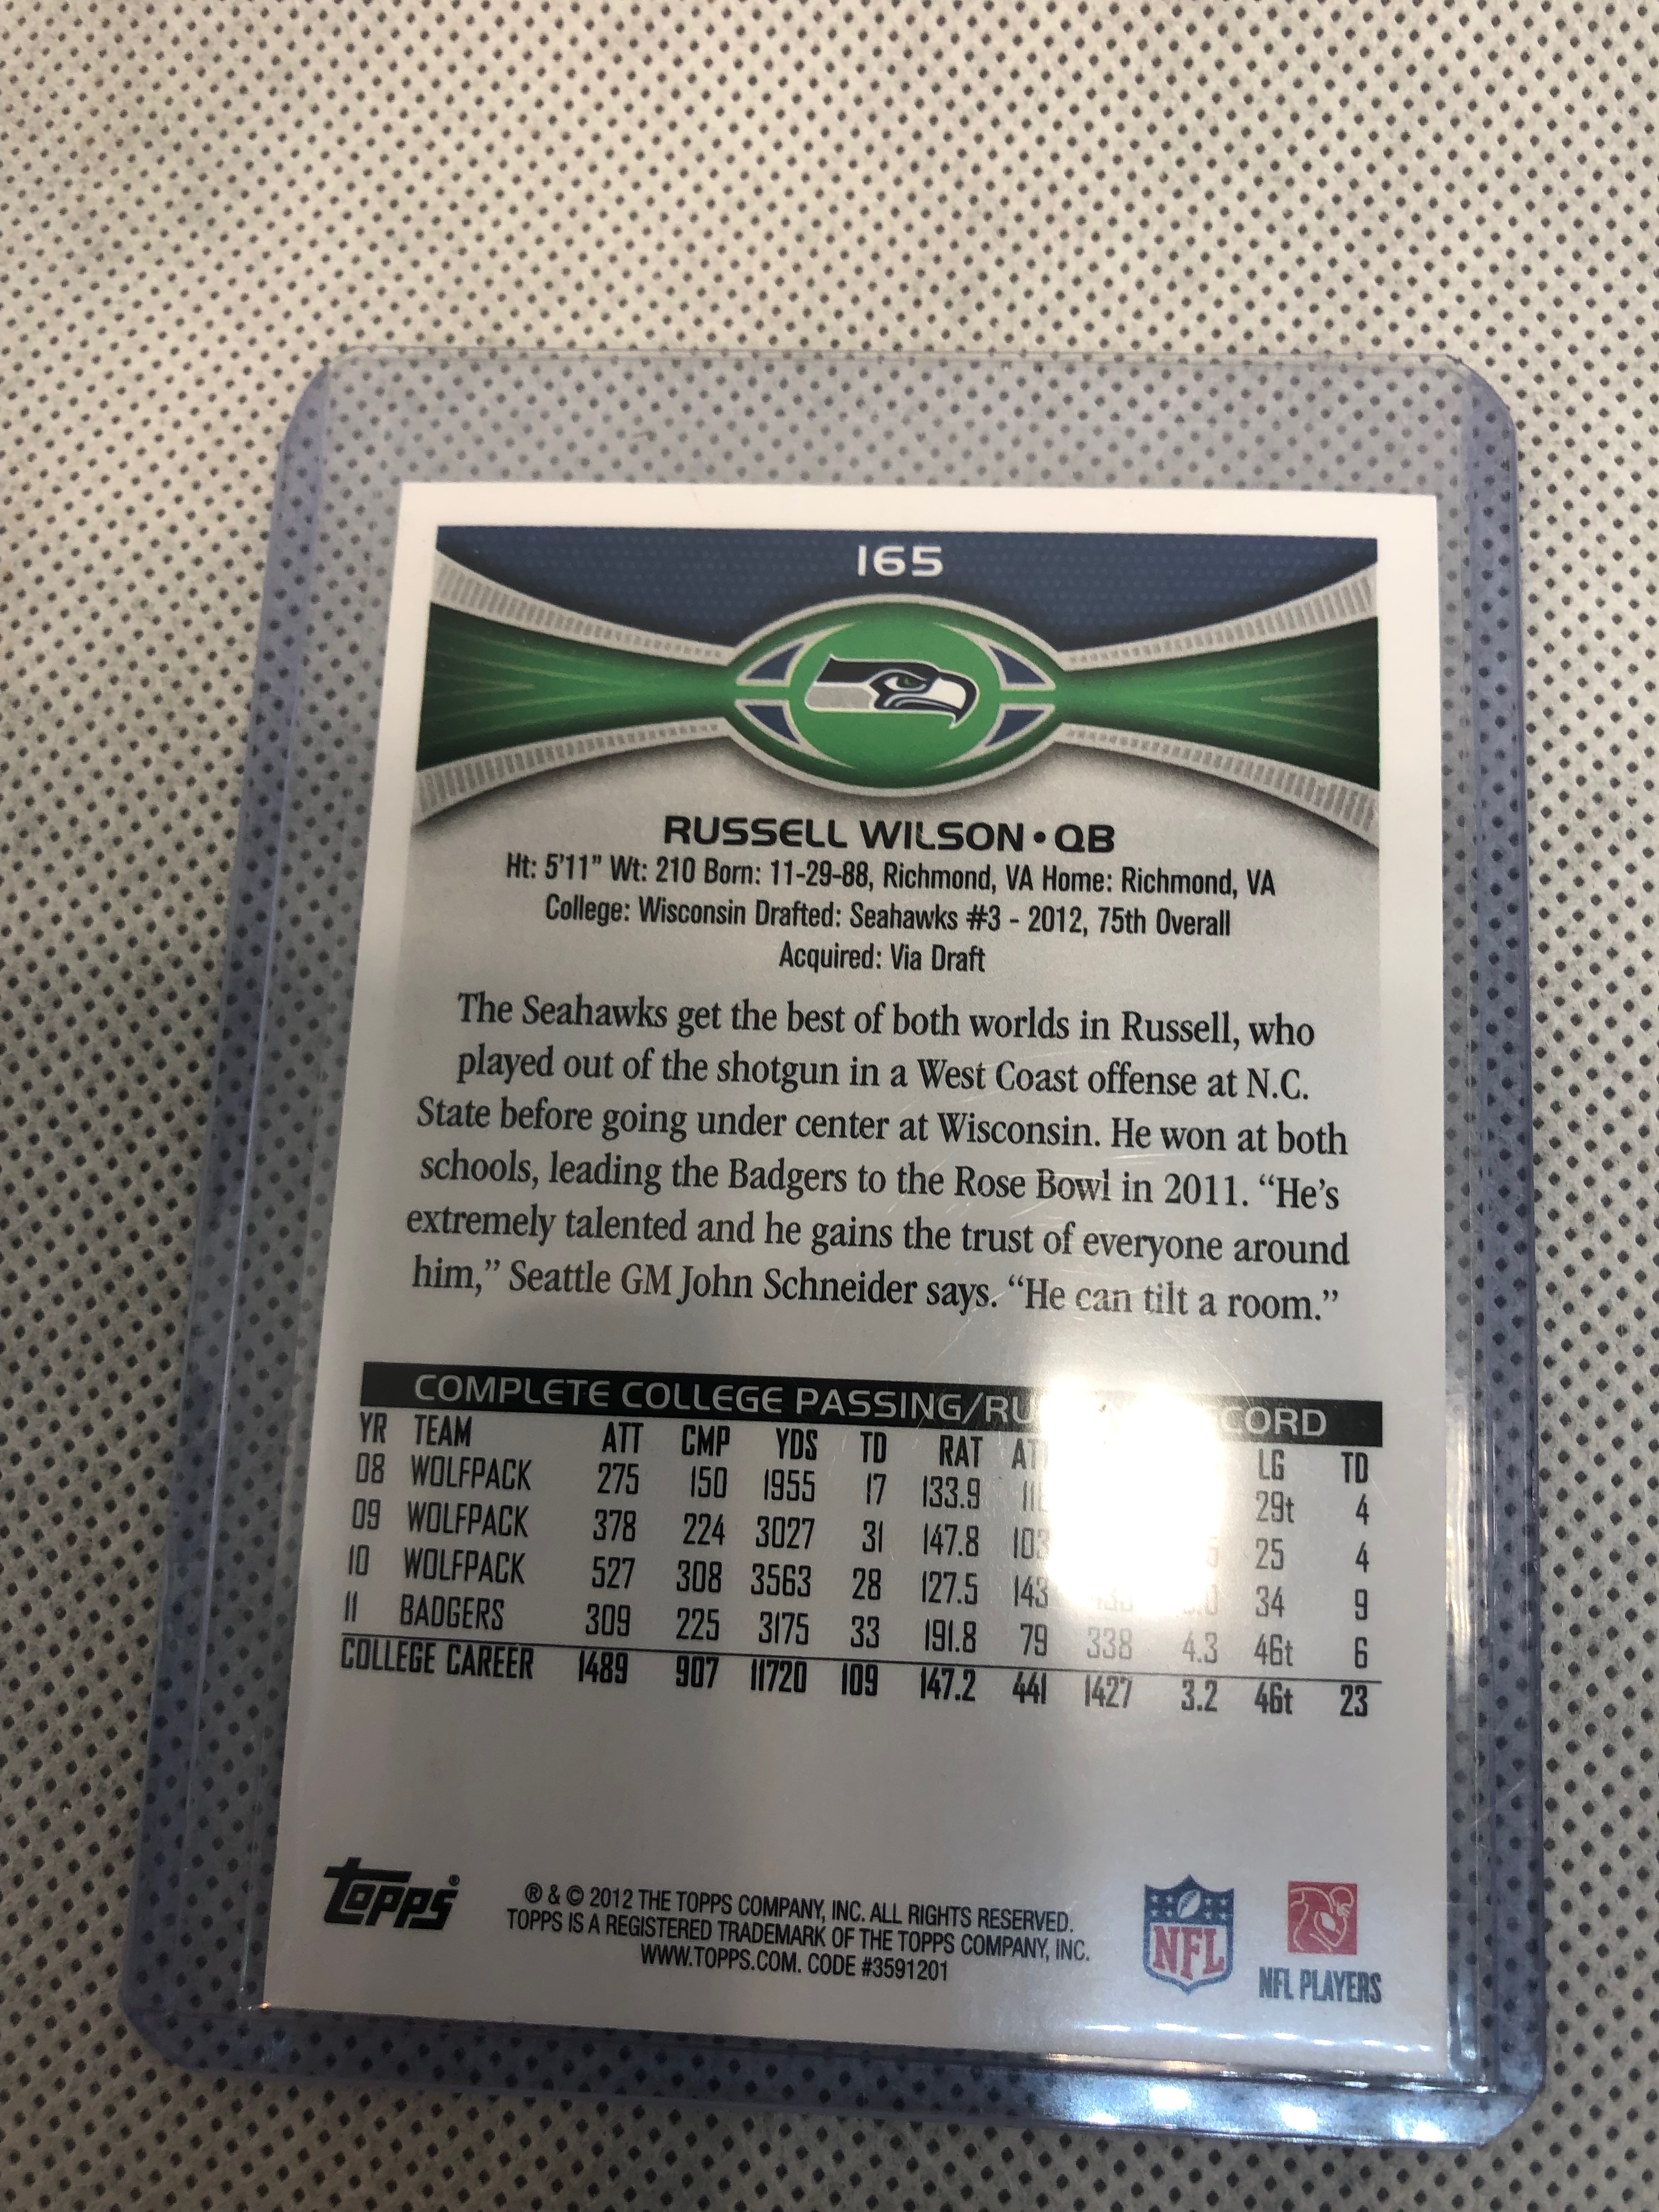 165
RUSSELL WILSON • QB
Ht: 5'11" Wt: 210 Born: 11-29-88, Richmond, VA Home: Richmond, VA
College: Wisconsin Drafted: Seahawks #3 - 2012, 75th Overall
Acquired: Via Draft
The Seahawks get the best of both worlds in Russell, who
played out of the shotgun in a West Coast offense at N.C.
State before going under center at Wisconsin. He won at both
schools, leading the Badgers to the Rose Bowl in 2011. “He’s
extremely talented and he gains the trust of everyone around
him,” Seattle GM John Schneider says. “He can tilt a room.”
COMPLETE COLLEGE PASSING/
YR TEAM ATT CMP YDS TD RAT LG TD
08 WOLFPACK 275 150 1955 17 133.9 29t 4
09 WOLFPACK 378 224 3027 31 147.8 103 25 4
10 WOLFPACK 527 308 3563 28 127.5 143 34 9
11 BADGERS 309 225 3175 33 191.8 79 338 4.3 46t 6
COLLEGE CAREER 1489 907 11720 109 147.2 441 1427 3.2 46t 23
TOPPS®
® & © 2012 THE TOPPS COMPANY, INC. ALL RIGHTS RESERVED.
TOPPS IS A REGISTERED TRADEMARK OF THE TOPPS COMPANY, INC.
WWW.TOPPS.COM. CODE #3591201
NFL
NFL PLAYERS